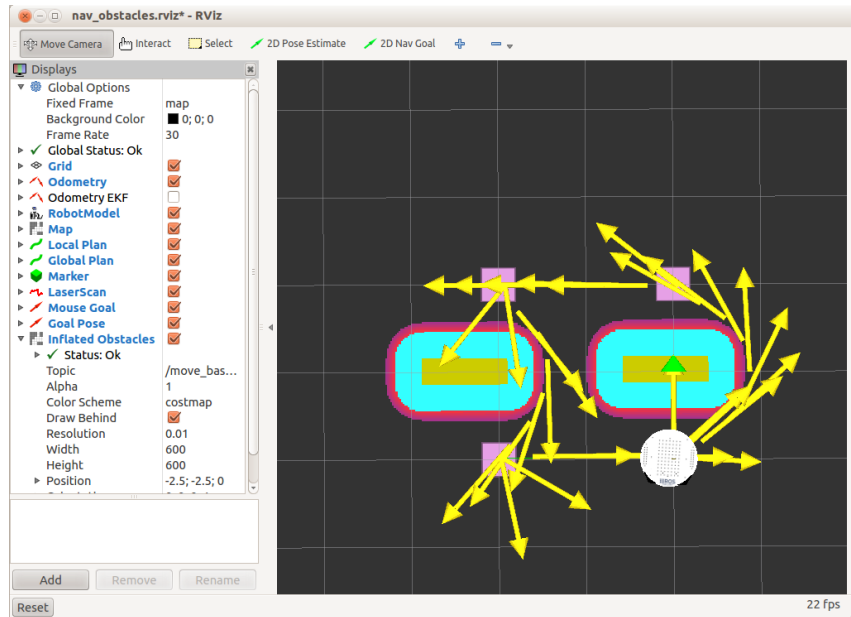 nav_obstacles.rviz* - RViz
Move Camera Interact Select 2D Pose Estimate 2D Nav Goal
Displays
Global Options
Fixed Frame map
Background Color 0; 0; 0
Frame Rate 30
Global Status: Ok
Grid
Odometry
Odometry EKF
RobotModel
Map
Local Plan
Global Plan
Marker
LaserScan
Mouse Goal
Goal Pose
Inflated Obstacles
Status: Ok
Topic /move_bas...
Alpha 1
Color Scheme costmap
Draw Behind
Resolution 0.01
Width 600
Height 600
Position -2.5; -2.5; 0
Add Remove Rename
Reset 22 fps